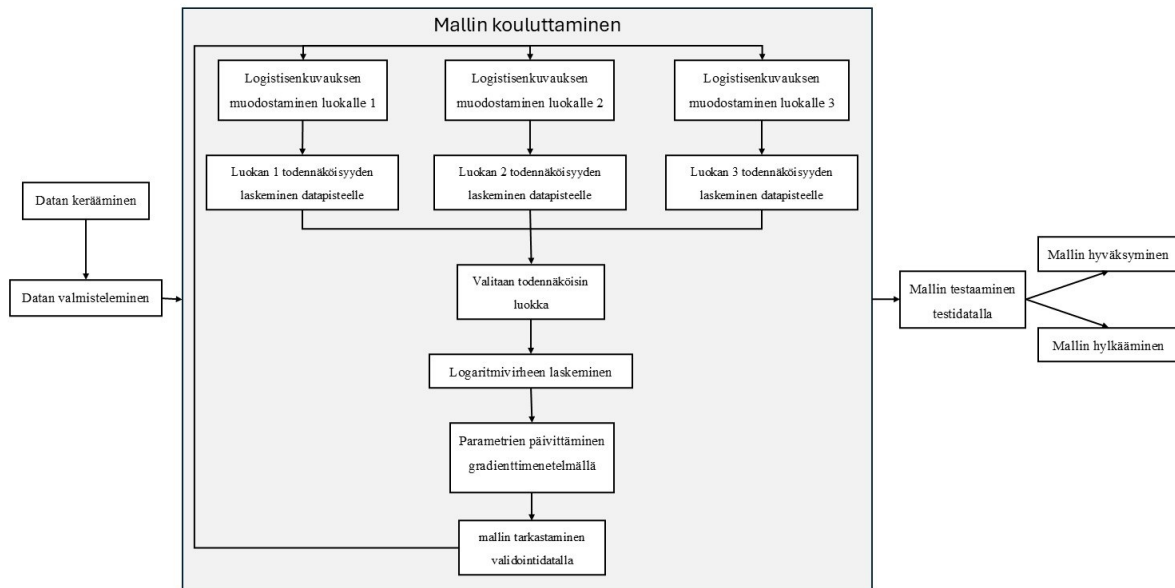 Mallin kouluttaminen
Logistisenkuvauksen
muodostaminen luokalle 1
Logistisenkuvauksen
muodostaminen luokalle 2
Logistisenkuvauksen
muodostaminen luokalle 3
Luokan 1 todennäköisyyden
laskeminen datapisteelle
Luokan 2 todennäköisyyden
laskeminen datapisteelle
Luokan 3 todennäköisyyden
laskeminen datapisteelle
Datan kerääminen
Datan valmisteleminen
Valitaan todennäköisin
luokka
Logaritmivirheen laskeminen
Parametrien päivittäminen
gradienttimenetelmällä
mallin tarkastaminen
validointidatalla
Mallin testaaminen
testidatalla
Mallin hyväksyminen
Mallin hylkääminen